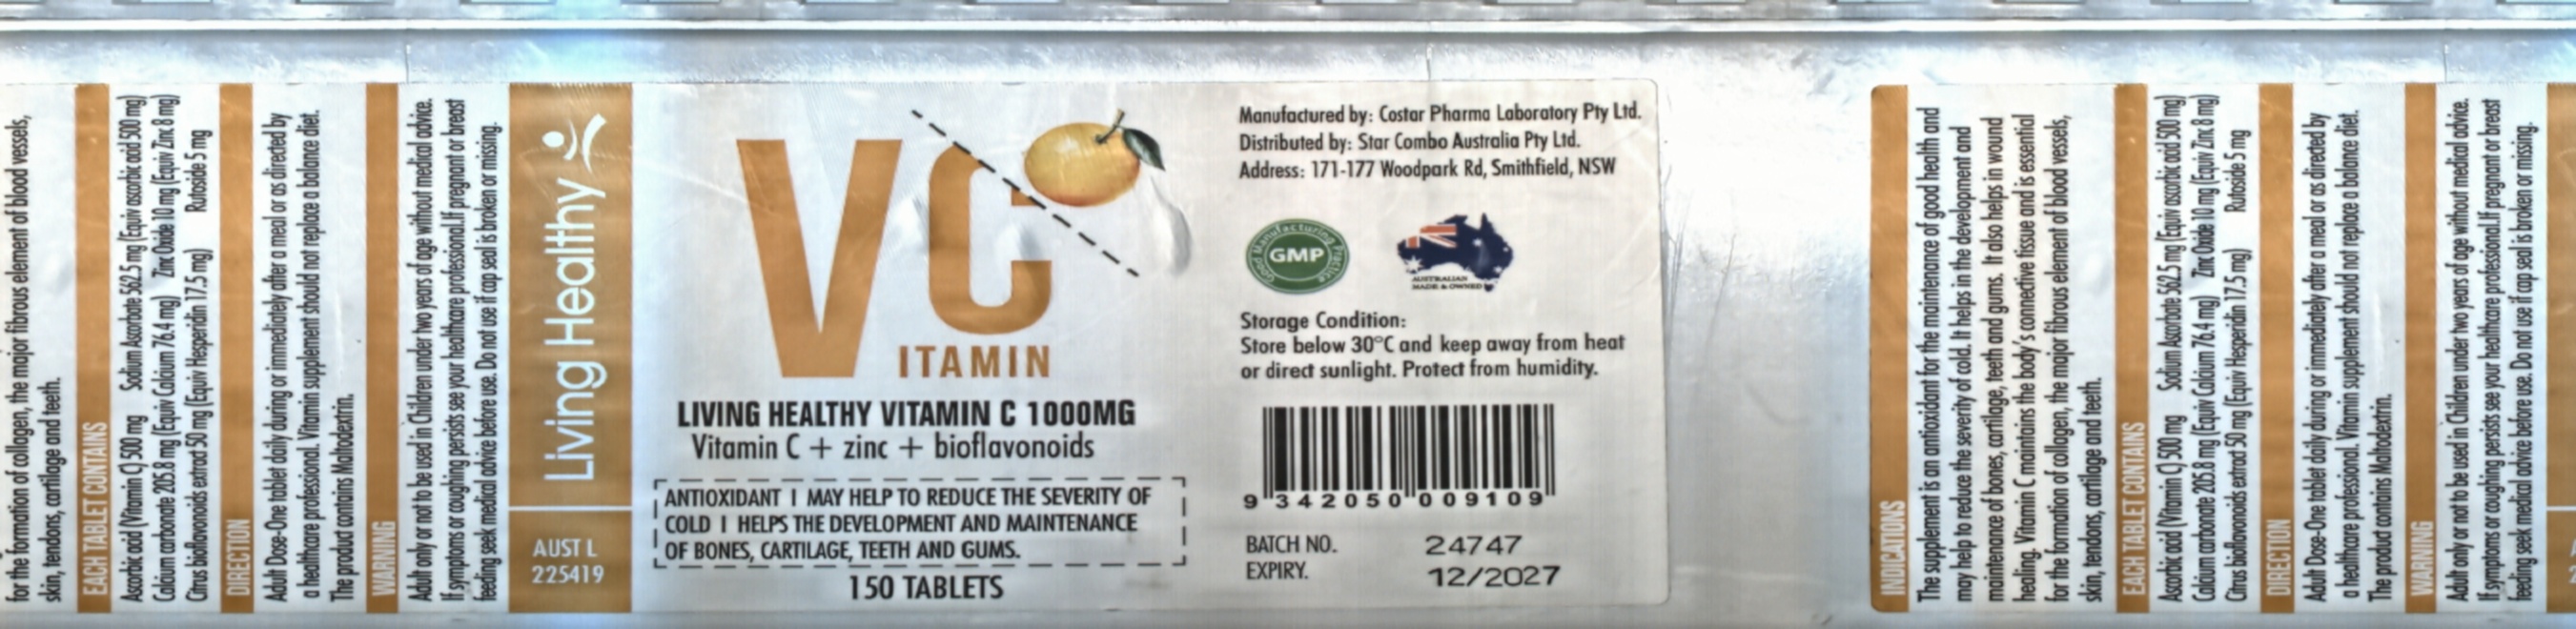 for the formation of collagen, the major fibrous element of blood vessels,
skin, tendons, cartilage and teeth.
EACH TABLET CONTAINS
Ascorbic acid (Vitamin C) 500 mg Sodium Ascorbate 562.5 mg (Equiv ascorbic acid 500 mg)
Calcium carbonate 205.8 mg (Equiv Calcium 76.4 mg) Zinc Oxide 10 mg (Equiv Zinc 8 mg)
Citrus bioflavonoids extract 50 mg (Equiv Hesperidin 17.5 mg) Rutoside 5 mg
DIRECTION
Adult Dose-One tablet daily during or immediately after a meal or as directed by
a healthcare professional. Vitamin supplement should not replace a balance diet.
The product contains Maltodextrin.
WARNING
Adult only or not to be used in Children under two years of age without medical advice.
If symptoms or coughing persists see your healthcare professional.If pregnant or breast
feeding seek medical advice before use. Do not use if cap seal is broken or missing.
Living Healthy
AUST L
225419
VC
ITAMIN
LIVING HEALTHY VITAMIN C 1000MG
Vitamin C + zinc + bioflavonoids
ANTIOXIDANT | MAY HELP TO REDUCE THE SEVERITY OF
COLD | HELPS THE DEVELOPMENT AND MAINTENANCE
OF BONES, CARTILAGE, TEETH AND GUMS.
150 TABLETS
Manufactured by: Costar Pharma Laboratory Pty Ltd.
Distributed by: Star Combo Australia Pty Ltd.
Address: 171-177 Woodpark Rd, Smithfield, NSW
Good Manufacturing Practice
GMP
AUSTRALIAN
MADE & OWNED
Storage Condition:
Store below 30°C and keep away from heat
or direct sunlight. Protect from humidity.
9 342050 009109
BATCH NO. 24747
EXPIRY. 12/2027
INDICATIONS
The supplement is an antioxidant for the maintenance of good health and
may help to reduce the severity of cold. It helps in the development and
maintenance of bones, cartilage, teeth and gums. It also helps in wound
healing. Vitamin C maintains the body's connective tissue and is essential
for the formation of collagen, the major fibrous element of blood vessels,
skin, tendons, cartilage and teeth.
EACH TABLET CONTAINS
Ascorbic acid (Vitamin C) 500 mg Sodium Ascorbate 562.5 mg (Equiv ascorbic acid 500 mg)
Calcium carbonate 205.8 mg (Equiv Calcium 76.4 mg) Zinc Oxide 10 mg (Equiv Zinc 8 mg)
Citrus bioflavonoids extract 50 mg (Equiv Hesperidin 17.5 mg) Rutoside 5 mg
DIRECTION
Adult Dose-One tablet daily during or immediately after a meal or as directed by
a healthcare professional. Vitamin supplement should not replace a balance diet.
The product contains Maltodextrin.
WARNING
Adult only or not to be used in Children under two years of age without medical advice.
If symptoms or coughing persists see your healthcare professional.If pregnant or breast
feeding seek medical advice before use. Do not use if cap seal is broken or missing.